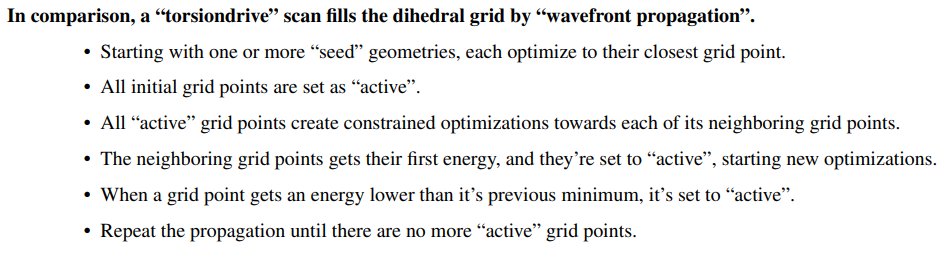 In comparison, a “torsiondrive” scan fills the dihedral grid by “wavefront propagation”.
• Starting with one or more “seed” geometries, each optimize to their closest grid point.
• All initial grid points are set as “active”.
• All “active” grid points create constrained optimizations towards each of its neighboring grid points.
• The neighboring grid points gets their first energy, and they’re set to “active”, starting new optimizations.
• When a grid point gets an energy lower than it’s previous minimum, it’s set to “active”.
• Repeat the propagation until there are no more “active” grid points.